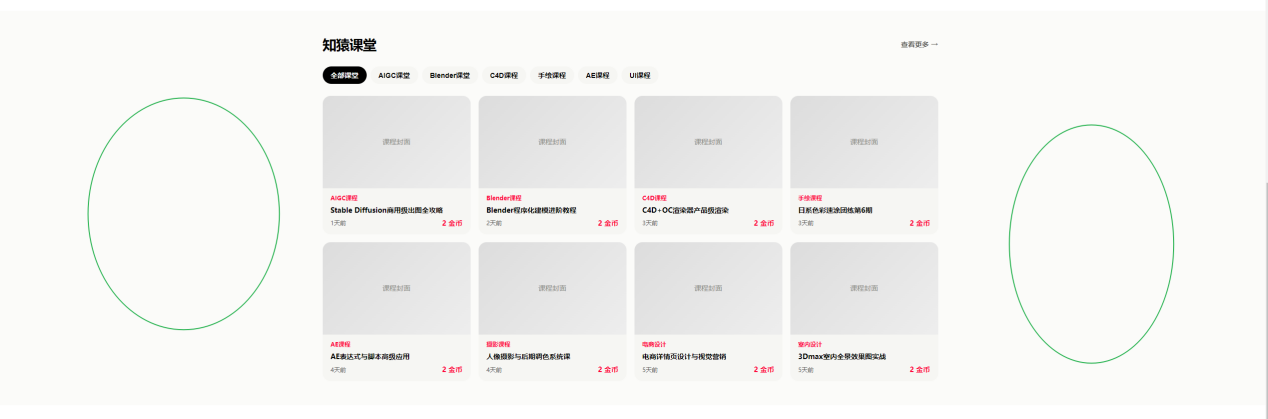 知猿课堂
查看更多 →
全部课堂 AIGC课堂 Blender课堂 C4D课程 手绘课程 AE课程 UI课程
课程封面 课程封面 课程封面 课程封面
AIGC课程 Blender课程 C4D课程 手绘课程
Stable Diffusion商用级出图全攻略 Blender程序化建模进阶教程 C4D+OC渲染器产品级渲染 日系色彩速涂团练第6期
1天前 2 金币 2天前 2 金币 3天前 2 金币 3天前 2 金币
课程封面 课程封面 课程封面 课程封面
AE课程 摄影课程 电商设计 室内设计
AE表达式与脚本高级应用 人像摄影与后期调色系统课 电商详情页设计与视觉营销 3Dmax室内全景效果图实战
4天前 2 金币 4天前 2 金币 5天前 2 金币 5天前 2 金币